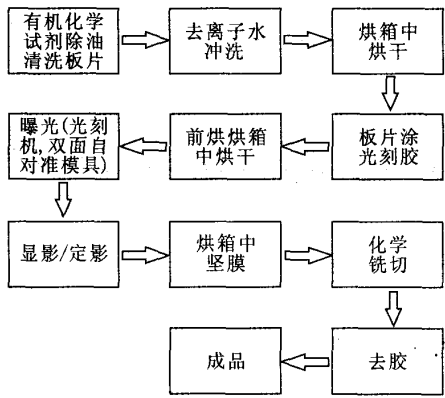 有机化学
试剂除油
清洗板片
去离子水
冲洗
烘箱中
烘干
板片涂
光刻胶
前烘烘箱
中烘干
曝光(光刻
机,双面自
对准模具)
显影/定影
烘箱中
坚膜
化学
铣切
去胶
成品